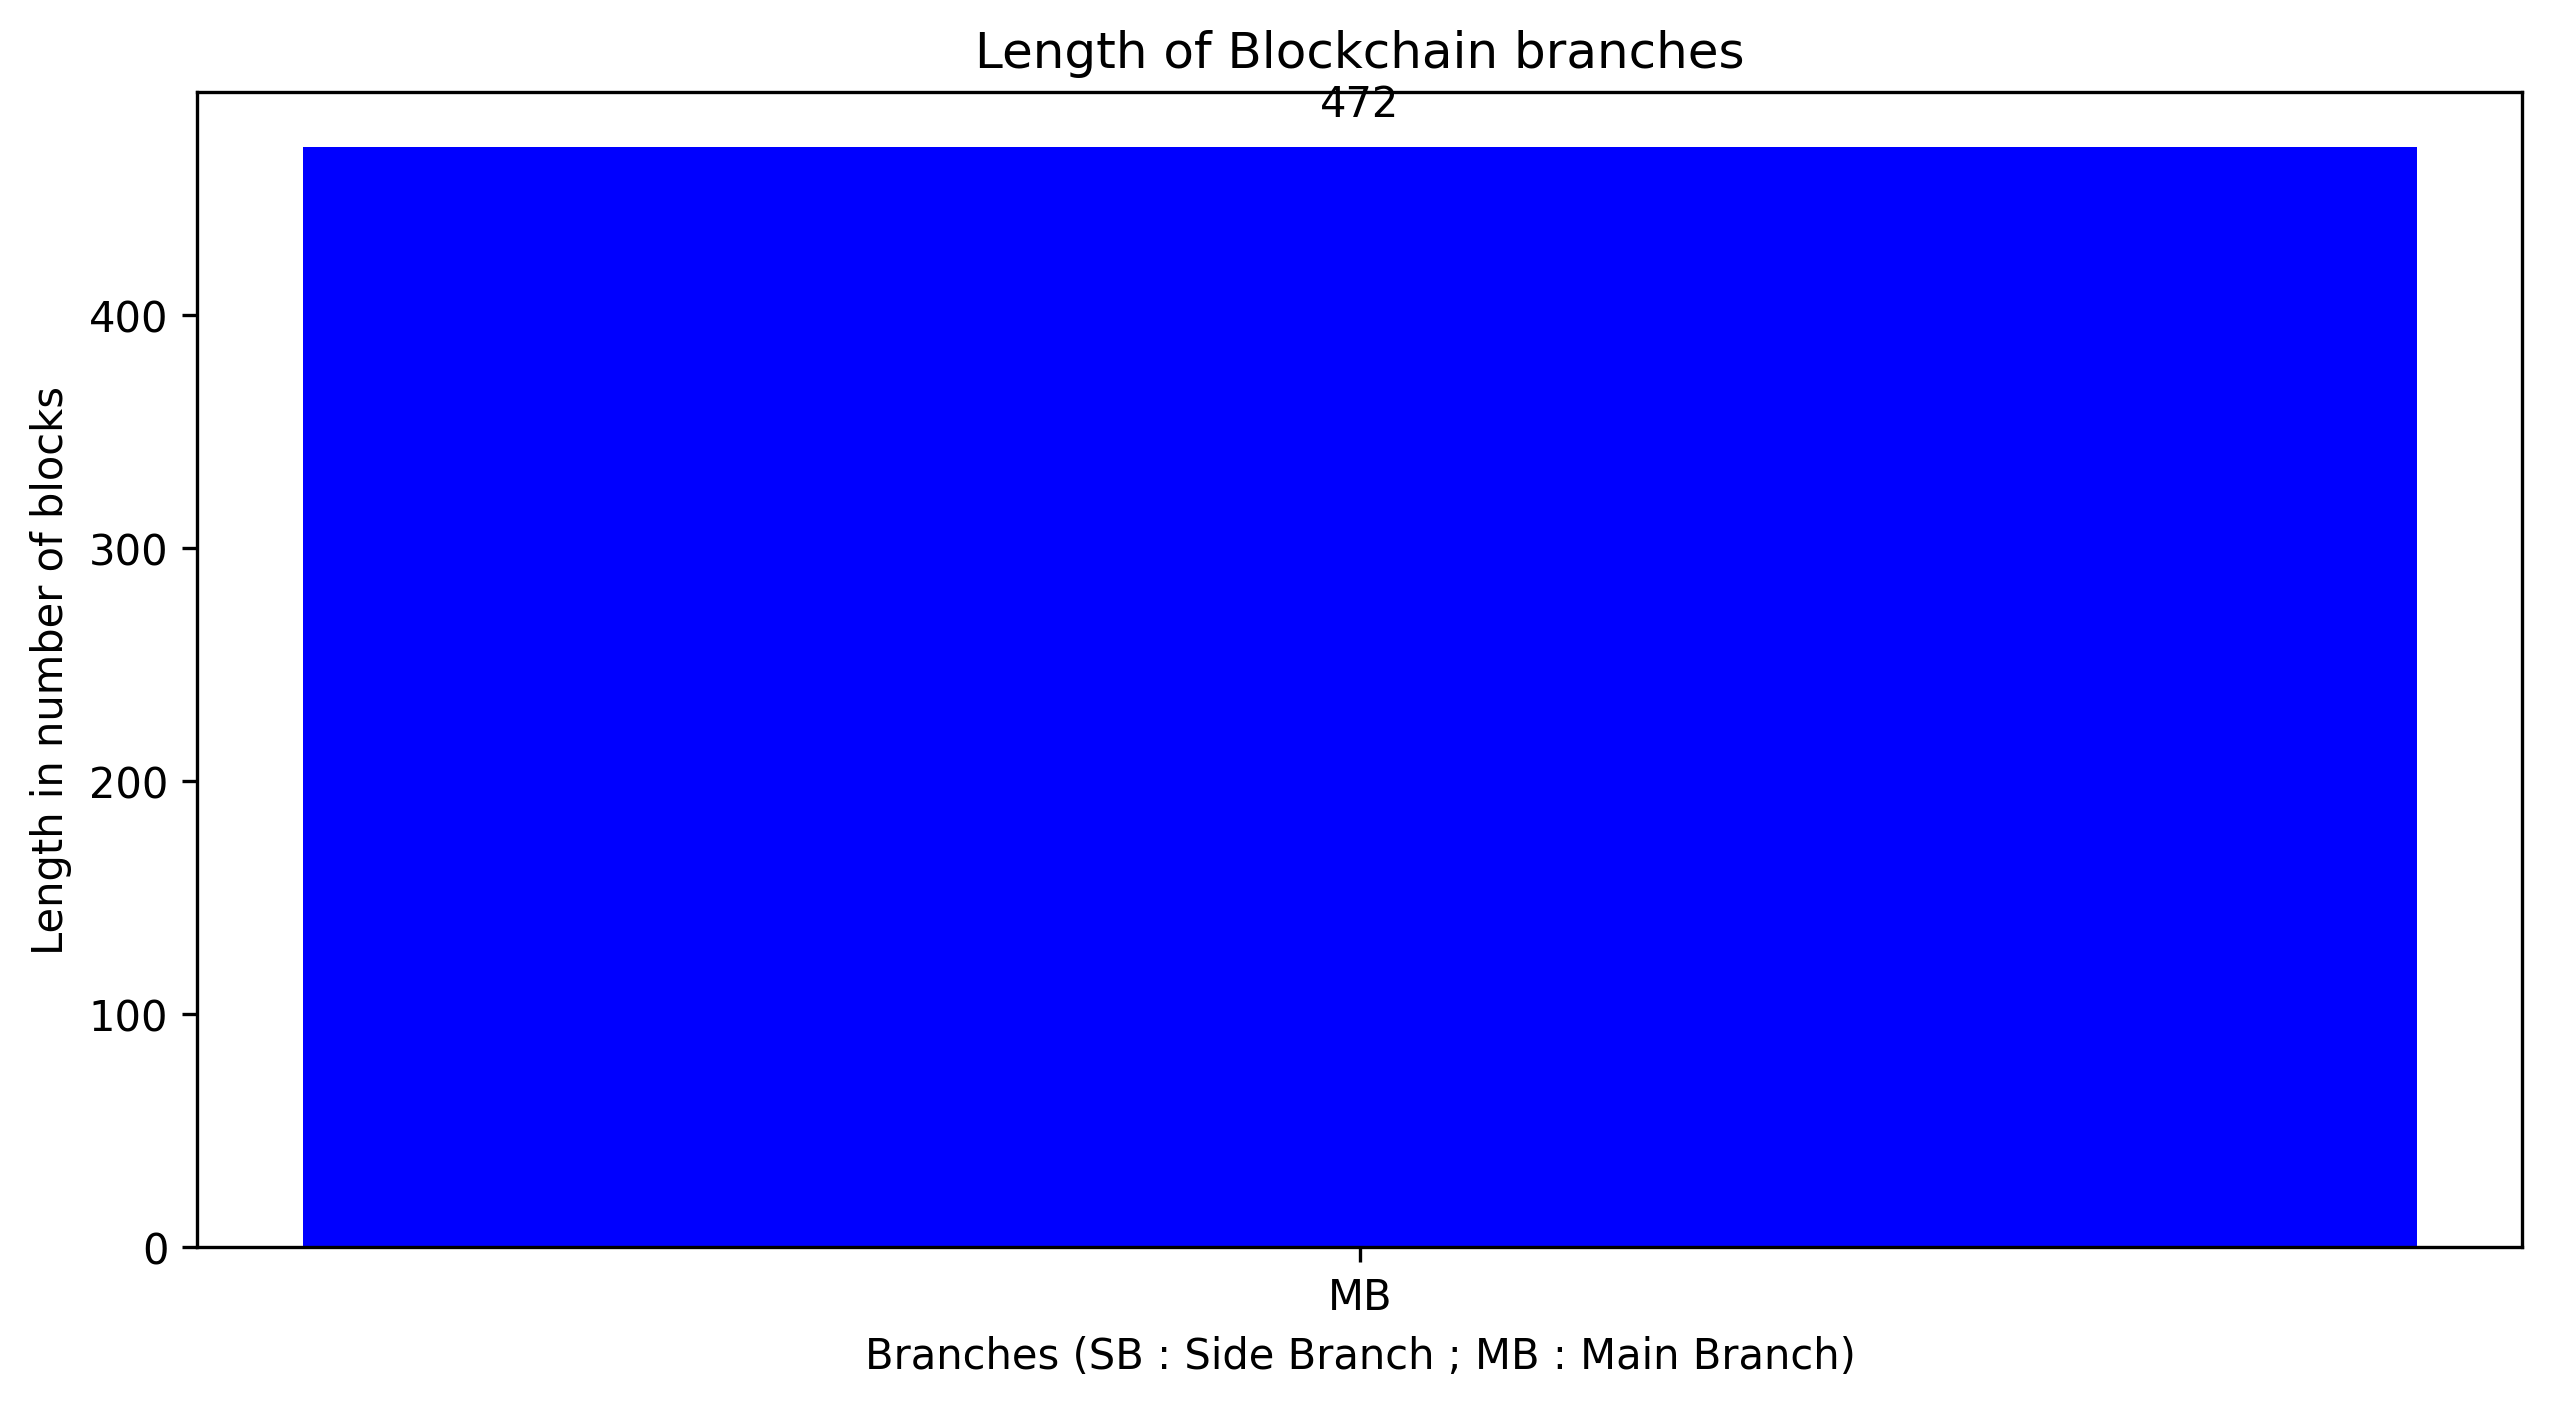 Length of Blockchain branches
472
400
300
200
100
0
Length in number of blocks
MB
Branches (SB : Side Branch ; MB : Main Branch)